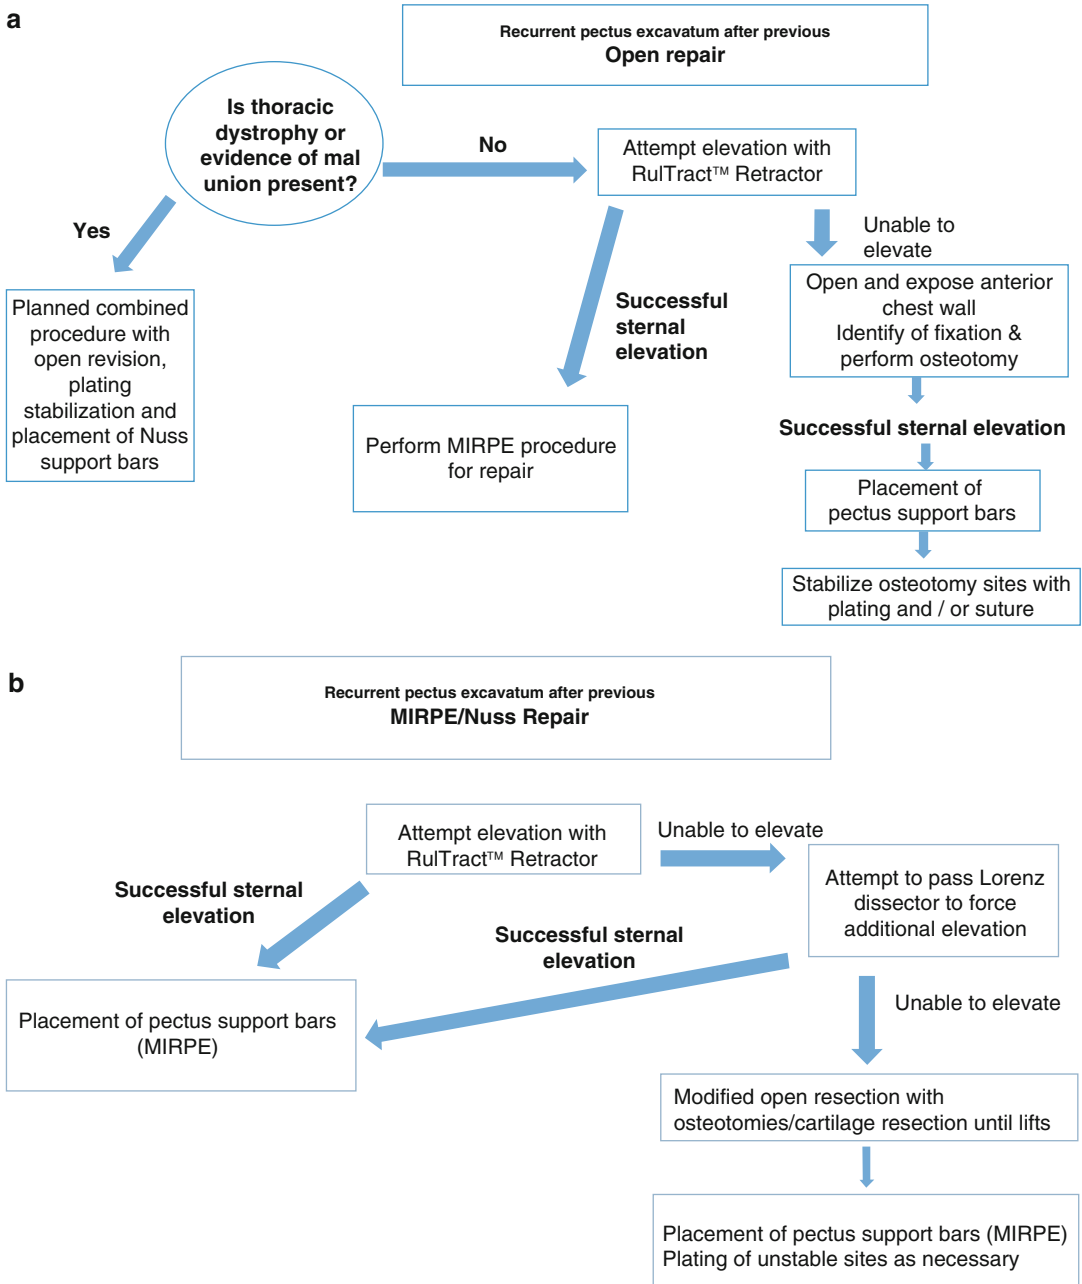 a
Recurrent pectus excavatum after previous
Open repair
Is thoracic
dystrophy or
evidence of mal
union present?
No
Attempt elevation with
RulTract™ Retractor
Yes
Unable to
elevate
Planned combined
procedure with
open revision,
plating
stabilization and
placement of Nuss
support bars
Successful
sternal
elevation
Open and expose anterior
chest wall
Identify of fixation &
perform osteotomy
Perform MIRPE procedure
for repair
Successful sternal elevation
Placement of
pectus support bars
Stabilize osteotomy sites with
plating and / or suture
b
Recurrent pectus excavatum after previous
MIRPE/Nuss Repair
Attempt elevation with
RulTract™ Retractor
Unable to elevate
Successful sternal
elevation
Attempt to pass Lorenz
dissector to force
additional elevation
Successful sternal
elevation
Placement of pectus support bars
(MIRPE)
Unable to elevate
Modified open resection with
osteotomies/cartilage resection until lifts
Placement of pectus support bars (MIRPE)
Plating of unstable sites as necessary